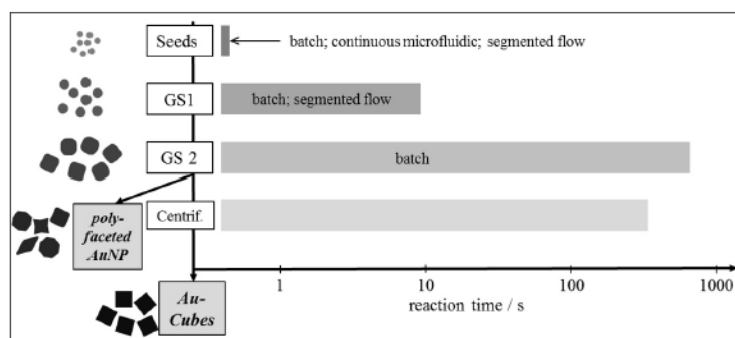 Seeds
batch; continuous microfluidic; segmented flow
GS1
batch; segmented flow
GS 2
batch
poly-
faceted
AuNP
Centrif.
1
10
100
1000
reaction time / s
Au-
Cubes